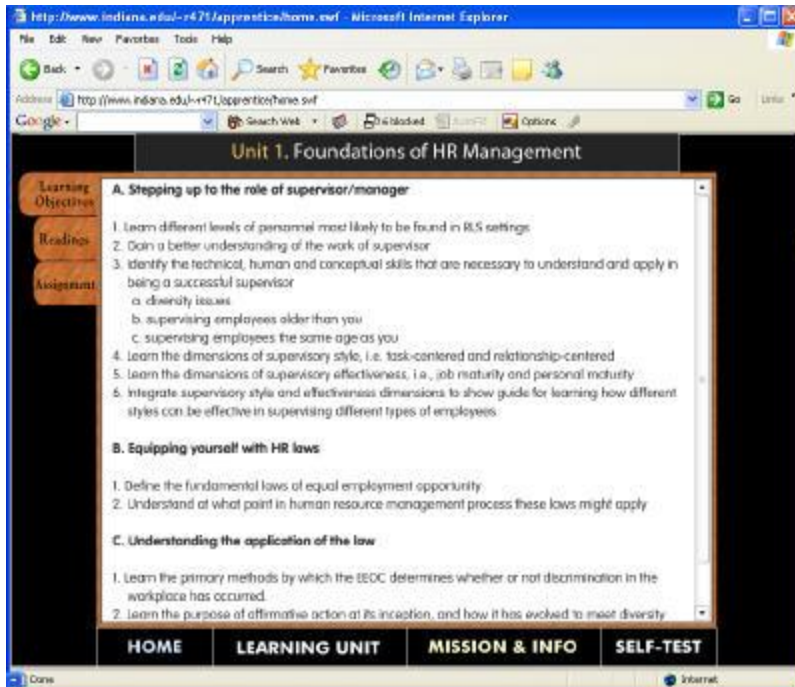 http://www.indiana.edu/~r471/apprentice/home.swf - Microsoft Internet Explorer
File Edit View Favorites Tools Help
Back Search Favorites
Address http://www.indiana.edu/~r471/apprentice/home.swf Go Links
Google Search Web blocked Options
Unit 1. Foundations of HR Management
Learning
Objectives
Readings
Assignment
A. Stepping up to the role of supervisor/manager
1. Learn different levels of personnel most likely to be found in RLS settings
2. Gain a better understanding of the work of supervisor
3. Identify the technical, human and conceptual skills that are necessary to understand and apply in
being a successful supervisor
a. diversity issues
b. supervising employees older than you
c. supervising employees the same age as you
4. Learn the dimensions of supervisory style, i.e. task-centered and relationship-centered
5. Learn the dimensions of supervisory effectiveness, i.e., job maturity and personal maturity
6. Integrate supervisory style and effectiveness dimensions to show guide for learning how different
styles can be effective in supervising different types of employees
B. Equipping yourself with HR laws
1. Define the fundamental laws of equal employment opportunity
2. Understand at what point in human resource management process these laws might apply
C. Understanding the application of the law
1. Learn the primary methods by which the EEOC determines whether or not discrimination in the
workplace has occurred.
2. Learn the purpose of affirmative action at its inception, and how it has evolved to meet diversity
HOME LEARNING UNIT MISSION & INFO SELF-TEST
Done Internet